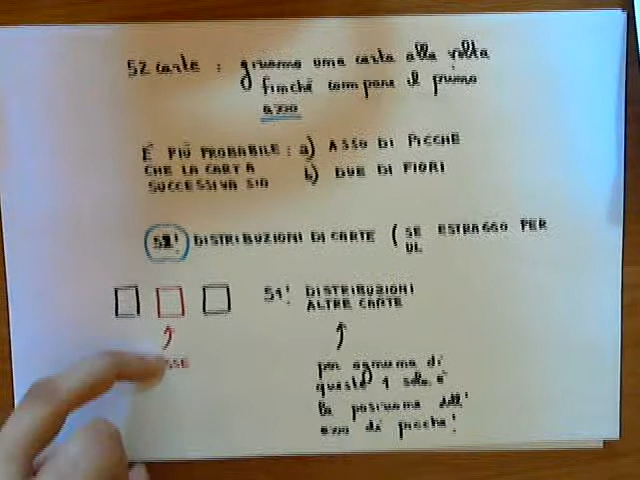 52 carte : giriamo una carta alla volta
finché compare il primo
asso
È PIÙ PROBABILE : a) ASSO DI PICCHE
CHE LA CARTA b) DUE DI FIORI
SUCCESSIVA SIA
52! DISTRIBUZIONI DI CARTE ( SE ESTRAGGO PER
UL
51! DISTRIBUZIONI
ALTRE CARTE
per ognuna di
queste 1 sola è
la posizione dell'
asso di picche!